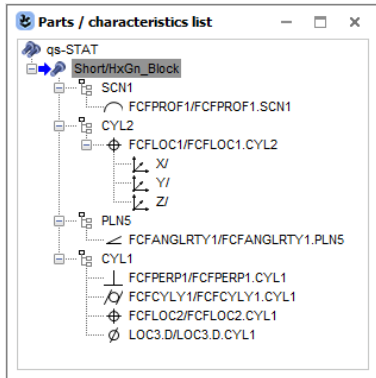 Parts / characteristics list
qs-STAT
Short/HxGn_Block
SCN1
FCFPROF1/FCFPROF1.SCN1
CYL2
FCFLOC1/FCFLOC1.CYL2
X/
Y/
Z/
PLN5
FCFANGLRTY1/FCFANGLRTY1.PLN5
CYL1
FCFPERP1/FCFPERP1.CYL1
FCFCYLY1/FCFCYLY1.CYL1
FCFLOC2/FCFLOC2.CYL1
LOC3.D/LOC3.D.CYL1